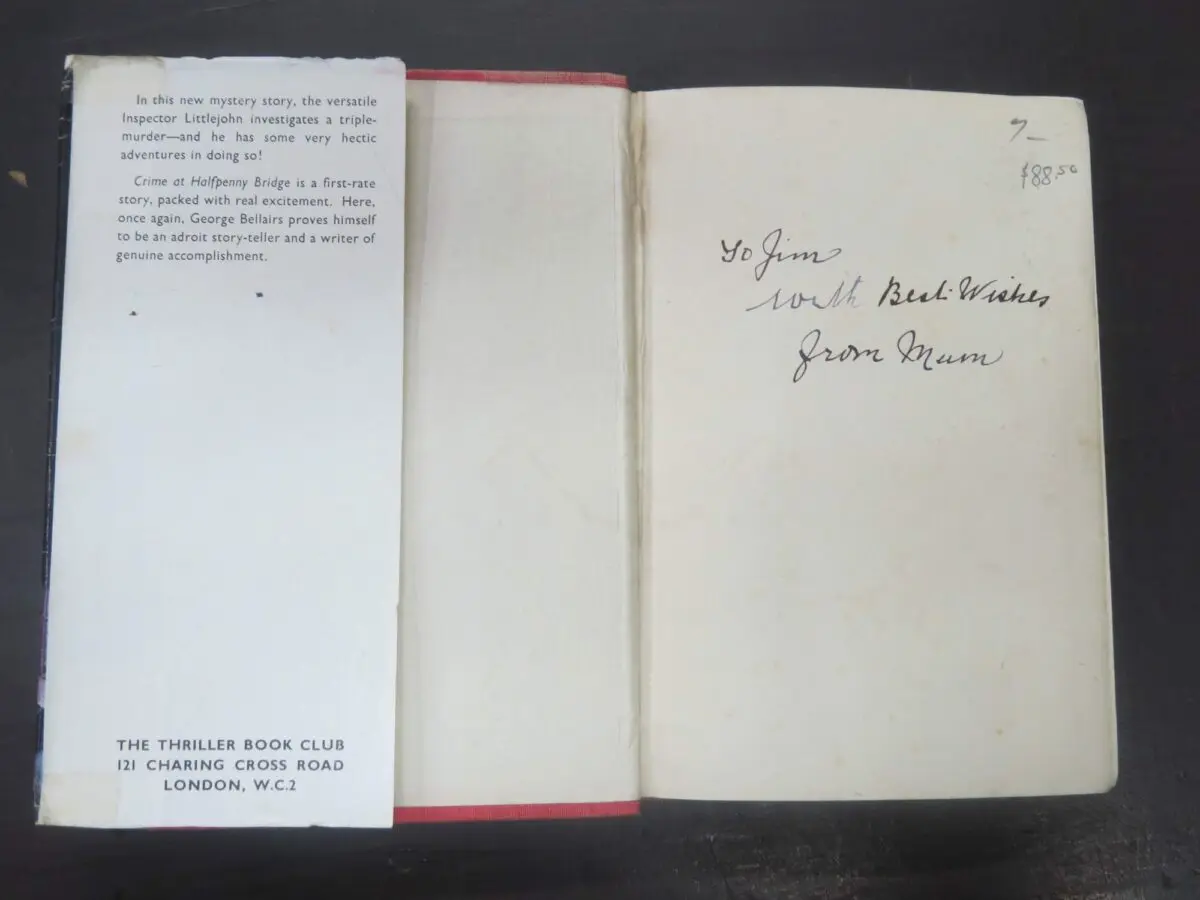 In this new mystery story, the versatile
Inspector Littlejohn investigates a triple-
murder—and he has some very hectic
adventures in doing so!
Crime at Halfpenny Bridge is a first-rate
story, packed with real excitement. Here,
once again, George Bellairs proves himself
to be an adroit story-teller and a writer of
genuine accomplishment.
THE THRILLER BOOK CLUB
121 CHARING CROSS ROAD
LONDON, W.C.2
7–
$88.50
To Jim
with Best Wishes
from Mum